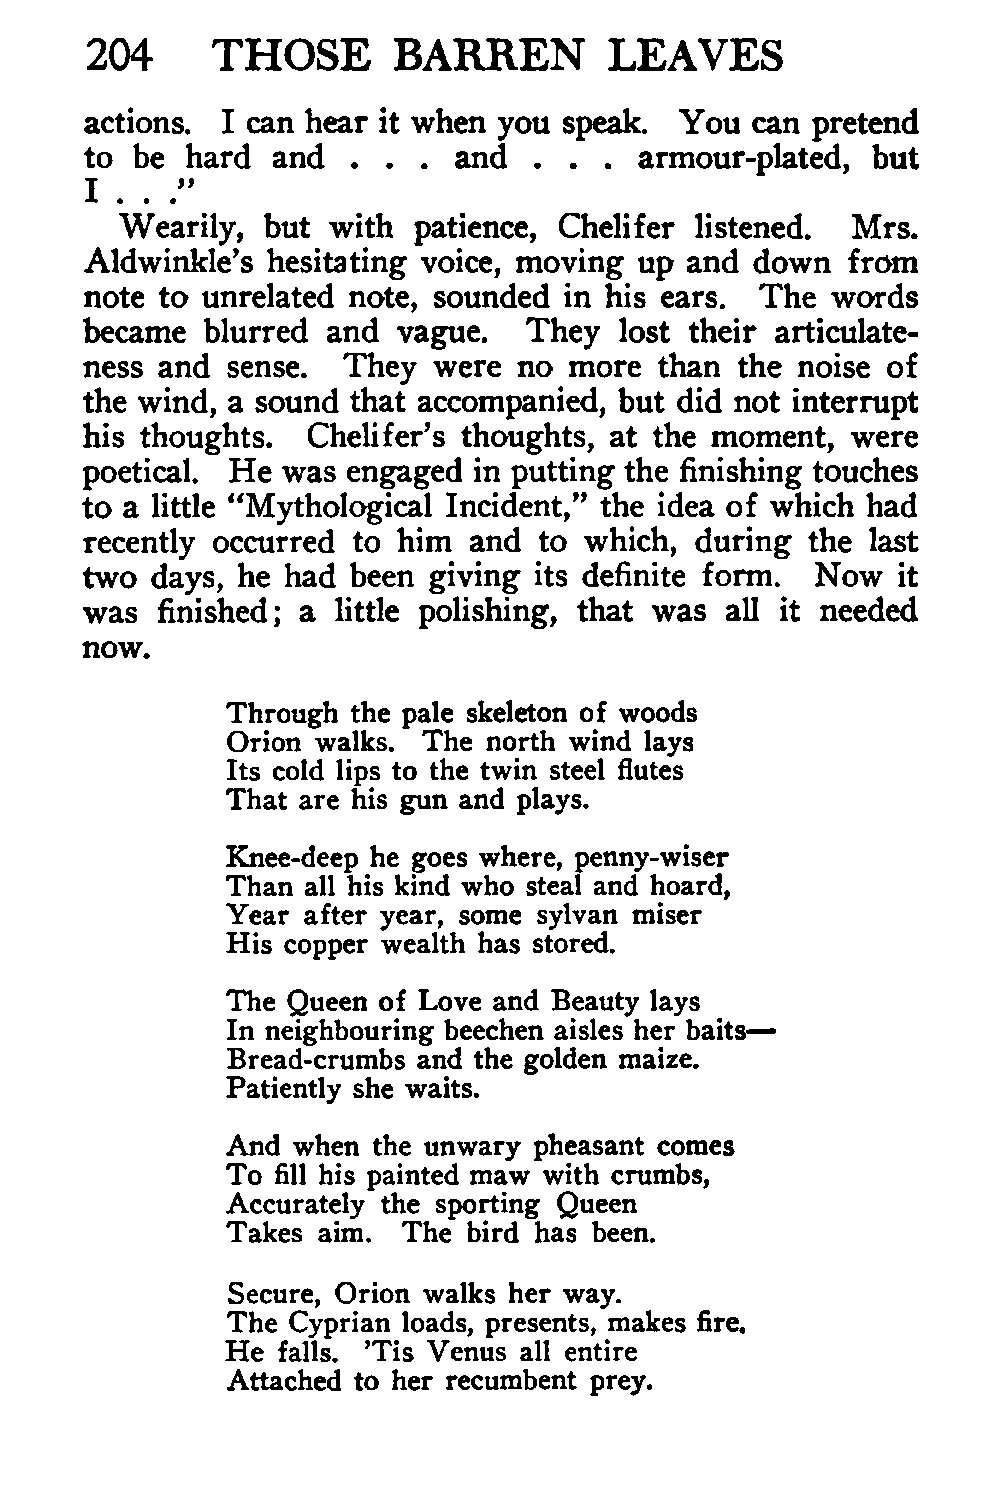 204 THOSE BARREN LEAVES
actions. I can hear it when you speak. You can pretend
to be hard and . . . and . . . armour-plated, but
I . . .”
Wearily, but with patience, Chelifer listened. Mrs.
Aldwinkle’s hesitating voice, moving up and down from
note to unrelated note, sounded in his ears. The words
became blurred and vague. They lost their articulate-
ness and sense. They were no more than the noise of
the wind, a sound that accompanied, but did not interrupt
his thoughts. Chelifer’s thoughts, at the moment, were
poetical. He was engaged in putting the finishing touches
to a little “Mythological Incident,” the idea of which had
recently occurred to him and to which, during the last
two days, he had been giving its definite form. Now it
was finished; a little polishing, that was all it needed
now.
Through the pale skeleton of woods
Orion walks. The north wind lays
Its cold lips to the twin steel flutes
That are his gun and plays.
Knee-deep he goes where, penny-wiser
Than all his kind who steal and hoard,
Year after year, some sylvan miser
His copper wealth has stored.
The Queen of Love and Beauty lays
In neighbouring beechen aisles her baits—
Bread-crumbs and the golden maize.
Patiently she waits.
And when the unwary pheasant comes
To fill his painted maw with crumbs,
Accurately the sporting Queen
Takes aim. The bird has been.
Secure, Orion walks her way.
The Cyprian loads, presents, makes fire.
He falls. ’Tis Venus all entire
Attached to her recumbent prey.